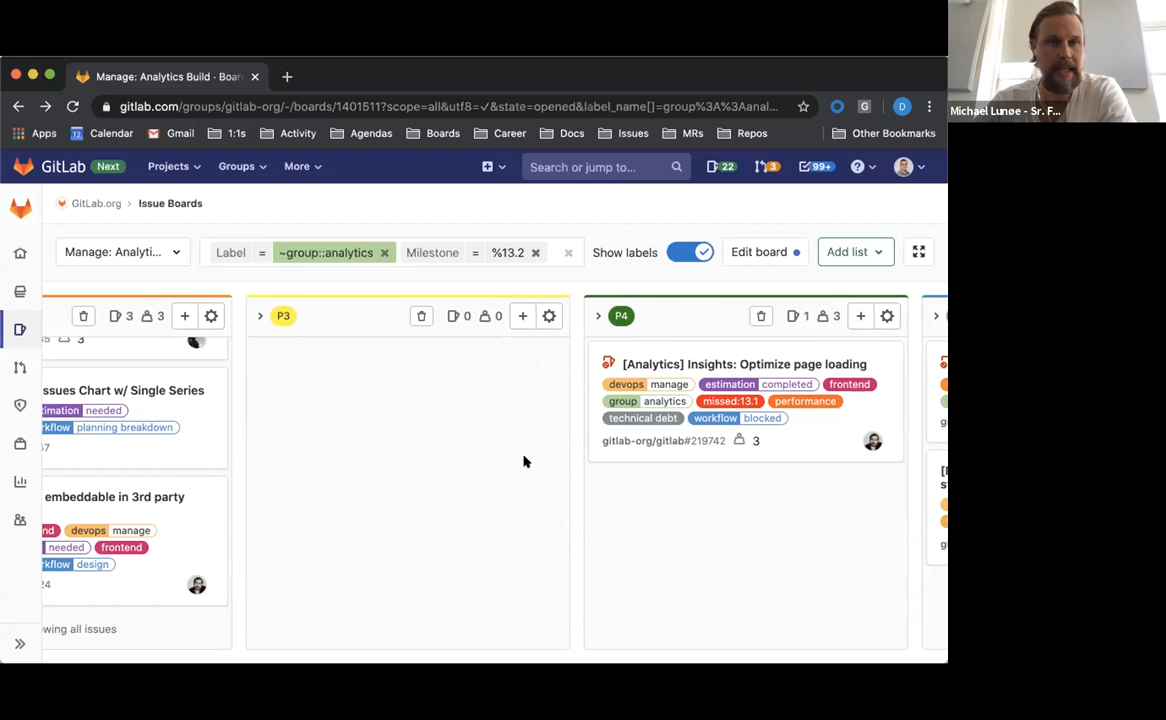 Manage: Analytics Build · Boar
gitlab.com/groups/gitlab-org/-/boards/1401511?scope=all&utf8=✓&state=opened&label_name[]=group%3A%3Aanal...
G
D
Apps
Calendar
Gmail
1:1s
Activity
Agendas
Boards
Career
Docs
Issues
MRs
Repos
Other Bookmarks
GitLab Next Projects Groups More Search or jump to... 22 3 99+
GitLab.org > Issue Boards
Manage: Analyti... Label = ~group::analytics Milestone = %13.2 Show labels Edit board Add list
3 3
3
ssues Chart w/ Single Series
imation needed
rkflow planning breakdown
embeddable in 3rd party
nd devops manage
needed frontend
rkflow design
24
wing all issues
P3 0 0
P4 1 3
[Analytics] Insights: Optimize page loading
devops manage estimation completed frontend
group analytics missed:13.1 performance
technical debt workflow blocked
gitlab-org/gitlab#219742 3
Michael Lunøe - Sr. F...